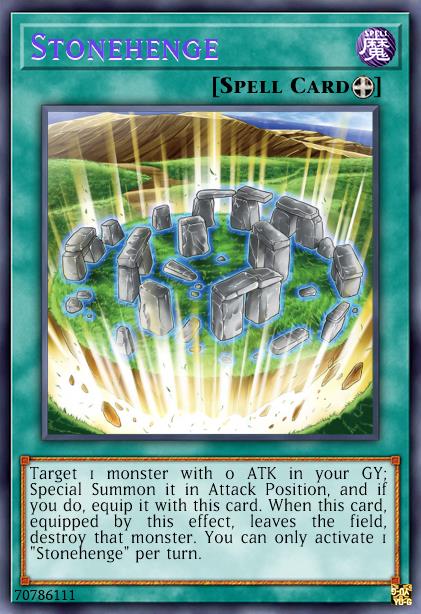 Stonehenge
SPELL
魔
[Spell Card]
Target 1 monster with 0 ATK in your GY;
Special Summon it in Attack Position, and if
you do, equip it with this card. When this card,
equipped by this effect, leaves the field,
destroy that monster. You can only activate 1
"Stonehenge" per turn.
70786111